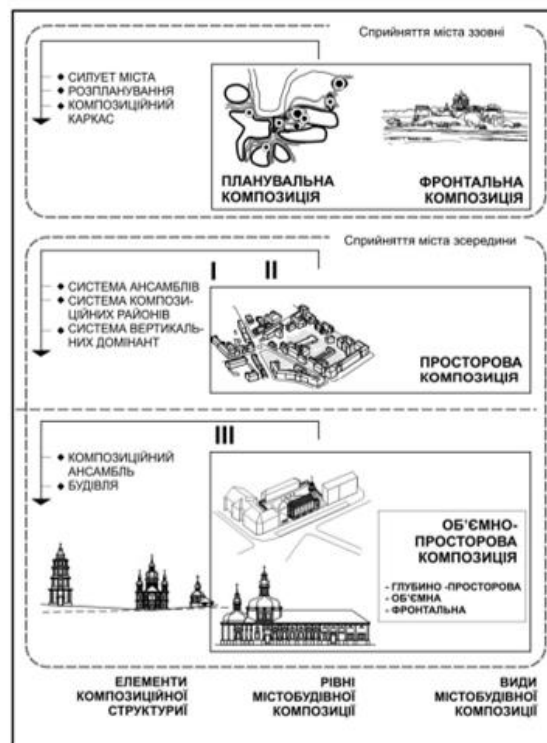 Сприйняття міста ззовні
◆ СИЛУЕТ МІСТА
◆ РОЗПЛАНУВАННЯ
◆ КОМПОЗИЦІЙНИЙ
КАРКАС
ПЛАНУВАЛЬНА
КОМПОЗИЦІЯ
ФРОНТАЛЬНА
КОМПОЗИЦІЯ
Сприйняття міста зсередини
I II
◆ СИСТЕМА АНСАМБЛІВ
◆ СИСТЕМА КОМПОЗИ-
ЦІЙНИХ РАЙОНІВ
◆ СИСТЕМА ВЕРТИКАЛЬ-
НИХ ДОМІНАНТ
ПРОСТОРОВА
КОМПОЗИЦІЯ
III
◆ КОМПОЗИЦІЙНИЙ
АНСАМБЛЬ
◆ БУДІВЛЯ
ОБ’ЄМНО-
ПРОСТОРОВА
КОМПОЗИЦІЯ
- ГЛУБИНО -ПРОСТОРОВА
- ОБ’ЄМНА
- ФРОНТАЛЬНА
ЕЛЕМЕНТИ
КОМПОЗИЦІЙНОЇ
СТРУКТУРИЇ
РІВНІ
МІСТОБУДІВНОЇ
КОМПОЗИЦІЇ
ВИДИ
МІСТОБУДІВНОЇ
КОМПОЗИЦІЇ